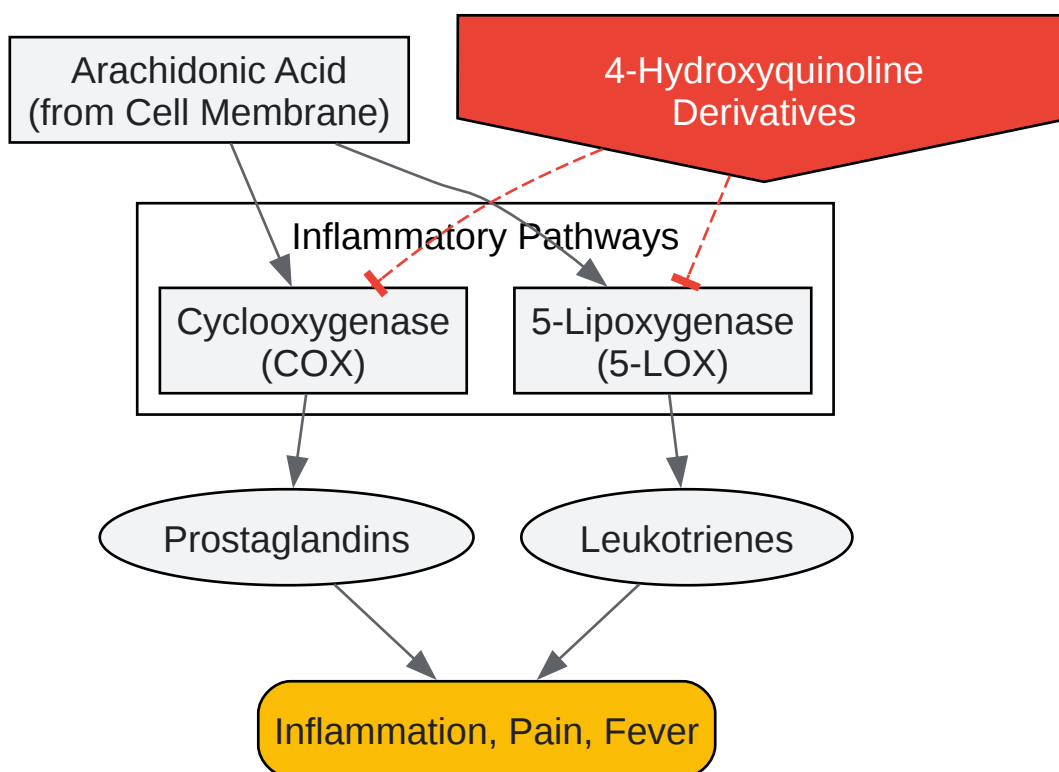 Arachidonic Acid
(from Cell Membrane)
4-Hydroxyquinoline
Derivatives
Inflammatory Pathways
Cyclooxygenase
(COX)
5-Lipoxygenase
(5-LOX)
Prostaglandins
Leukotrienes
Inflammation, Pain, Fever